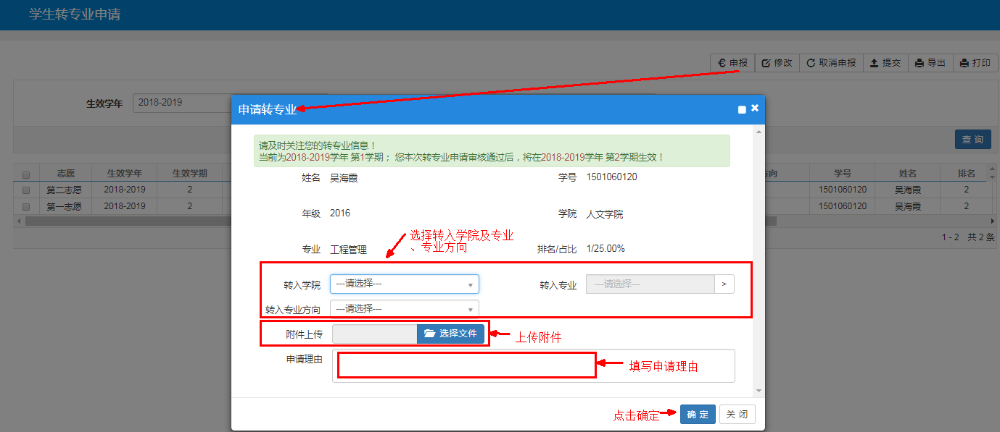 学生转专业申请
申报 修改 取消申报 提交 导出 打印
生效学年 2018-2019
查 询
志愿 生效学年 生效学期 方向 学号 姓名 排名
第二志愿 2018-2019 2 1501060120 吴海霞 2
第一志愿 2018-2019 2 1501060120 吴海霞 2
1 - 2 共 2 条
申请转专业
请及时关注您的转专业信息！
当前为2018-2019学年 第1学期； 您本次转专业申请审核通过后，将在2018-2019学年 第2学期生效！
姓名 吴海霞 学号 1501060120
年级 2016 学院 人文学院
选择转入学院及专业
、专业方向
专业 工程管理 排名/占比 1/25.00%
转入学院 ---请选择--- 转入专业 ---请选择--- >
转入专业方向 ---请选择---
附件上传 选择文件 上传附件
申请理由 填写申请理由
点击确定 确 定 关 闭